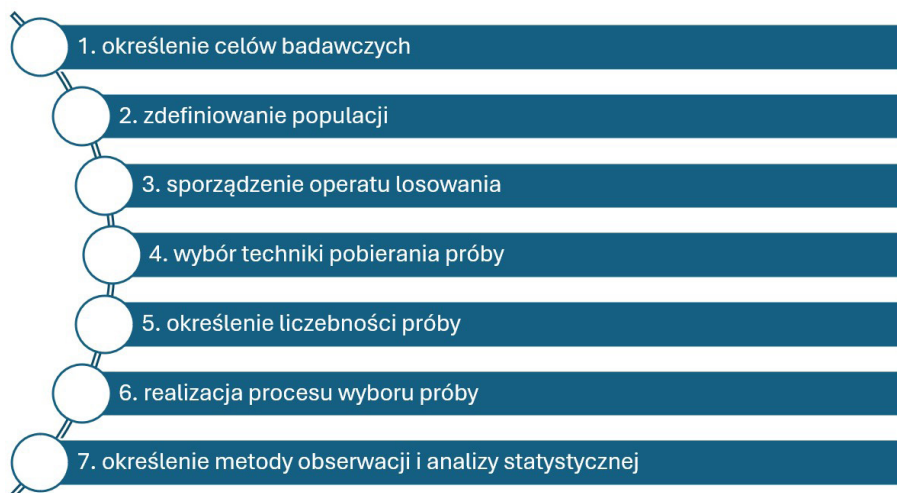 1. określenie celów badawczych
2. zdefiniowanie populacji
3. sporządzenie operatu losowania
4. wybór techniki pobierania próby
5. określenie liczebności próby
6. realizacja procesu wyboru próby
7. określenie metody obserwacji i analizy statystycznej